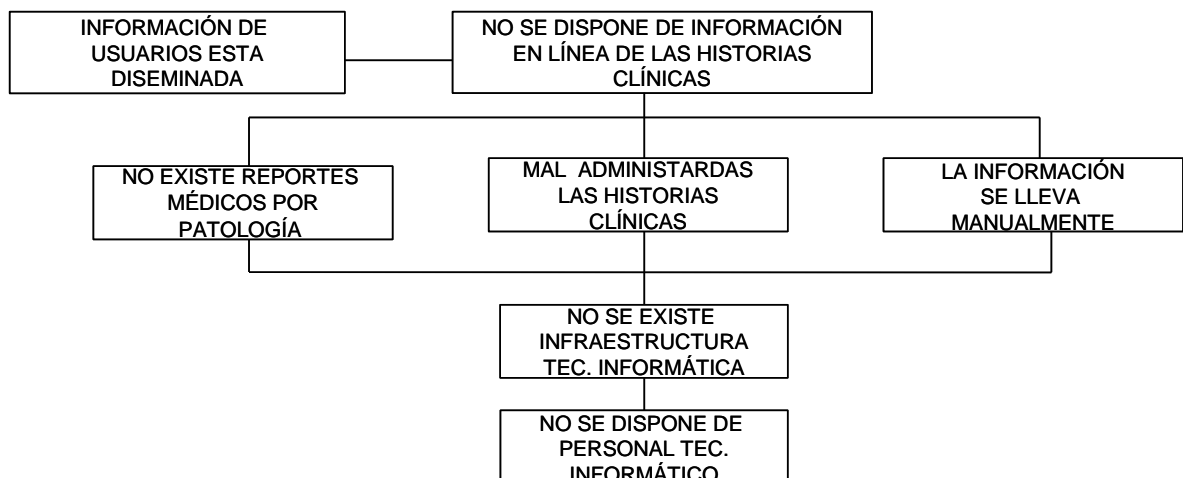 INFORMACIÓN DE
USUARIOS ESTA
DISEMINADA
NO SE DISPONE DE INFORMACIÓN
EN LÍNEA DE LAS HISTORIAS
CLÍNICAS
NO EXISTE REPORTES
MÉDICOS POR
PATOLOGÍA
MAL ADMINISTARDAS
LAS HISTORIAS
CLÍNICAS
LA INFORMACIÓN
SE LLEVA
MANUALMENTE
NO SE EXISTE
INFRAESTRUCTURA
TEC. INFORMÁTICA
NO SE DISPONE DE
PERSONAL TEC.
INFORMÁTICO